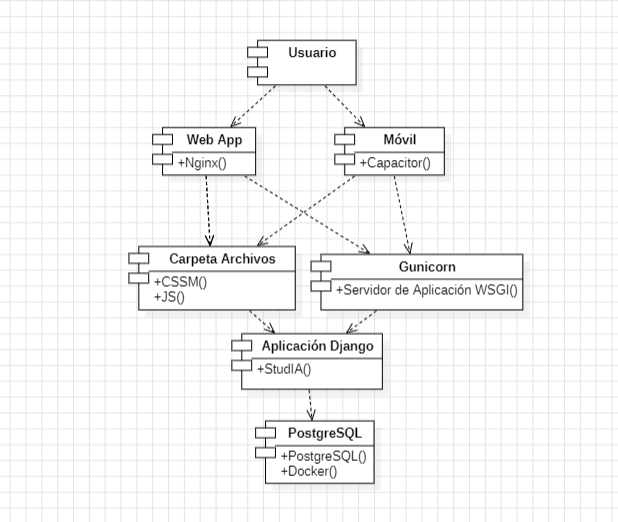 Usuario
Web App
+Nginx()
Móvil
+Capacitor()
Carpeta Archivos
+CSSM()
+JS()
Gunicorn
+Servidor de Aplicación WSGI()
Aplicación Django
+StudIA()
PostgreSQL
+PostgreSQL()
+Docker()